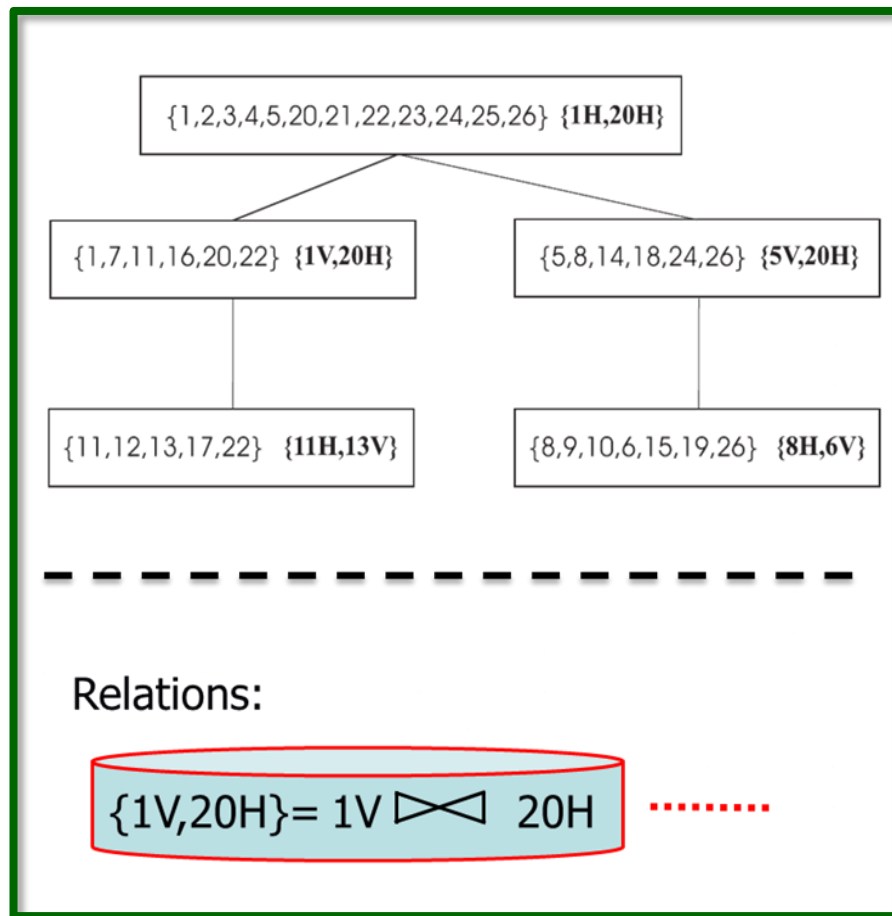 {1,2,3,4,5,20,21,22,23,24,25,26} {1H,20H}
{1,7,11,16,20,22} {1V,20H}
{5,8,14,18,24,26} {5V,20H}
{11,12,13,17,22} {11H,13V}
{8,9,10,6,15,19,26} {8H,6V}
Relations:
{1V,20H}= 1V ⋈ 20H ........